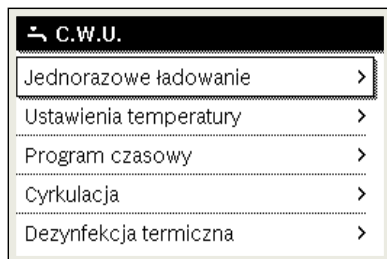 C.W.U.
Jednorazowe ładowanie
Ustawienia temperatury
Program czasowy
Cyrkulacja
Dezynfekcja termiczna